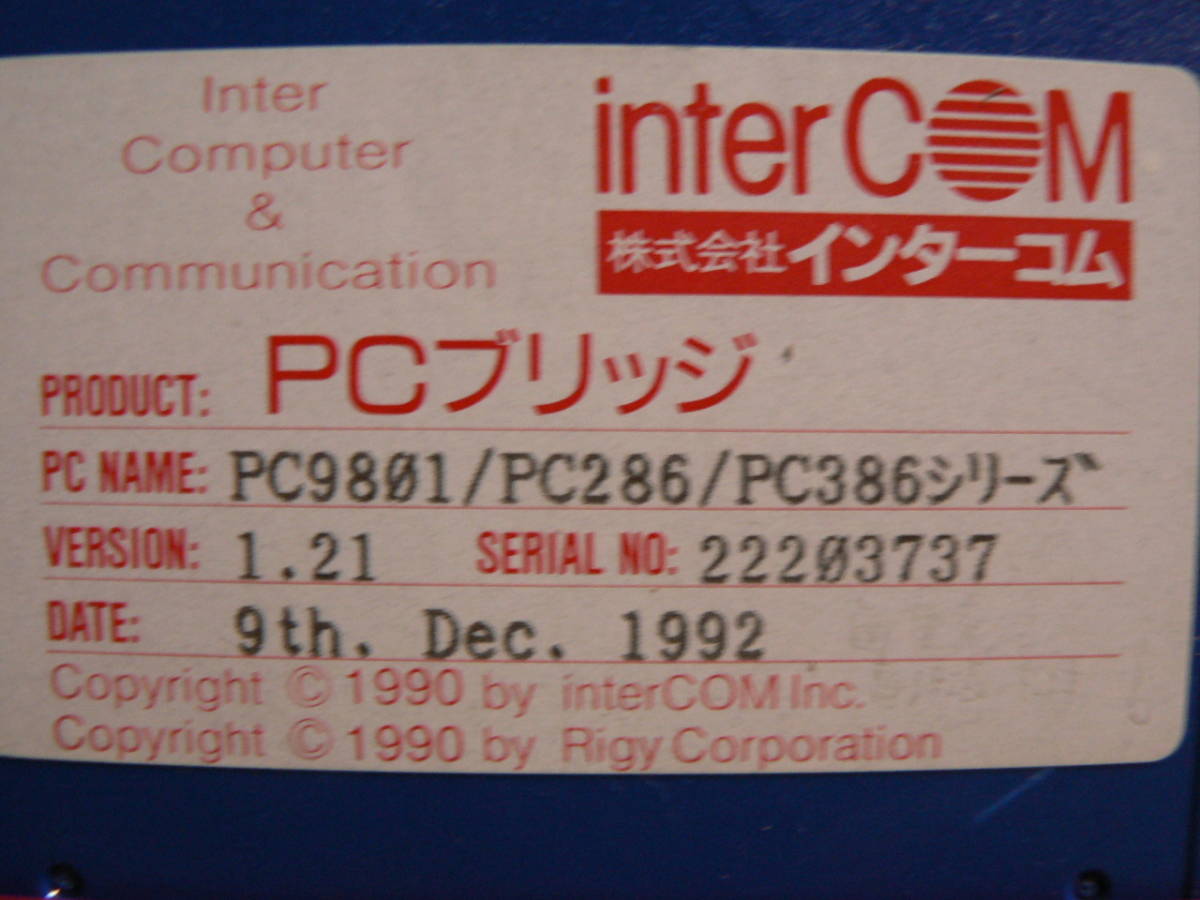 Inter
Computer
&
Communication
interCOM
株式会社インターコム
PRODUCT: PCブリッジ
PC NAME: PC9801/PC286/PC386シリーズ
VERSION: 1.21 SERIAL NO: 22203737
DATE: 9th. Dec. 1992
Copyright © 1990 by interCOM Inc.
Copyright © 1990 by Rigy Corporation